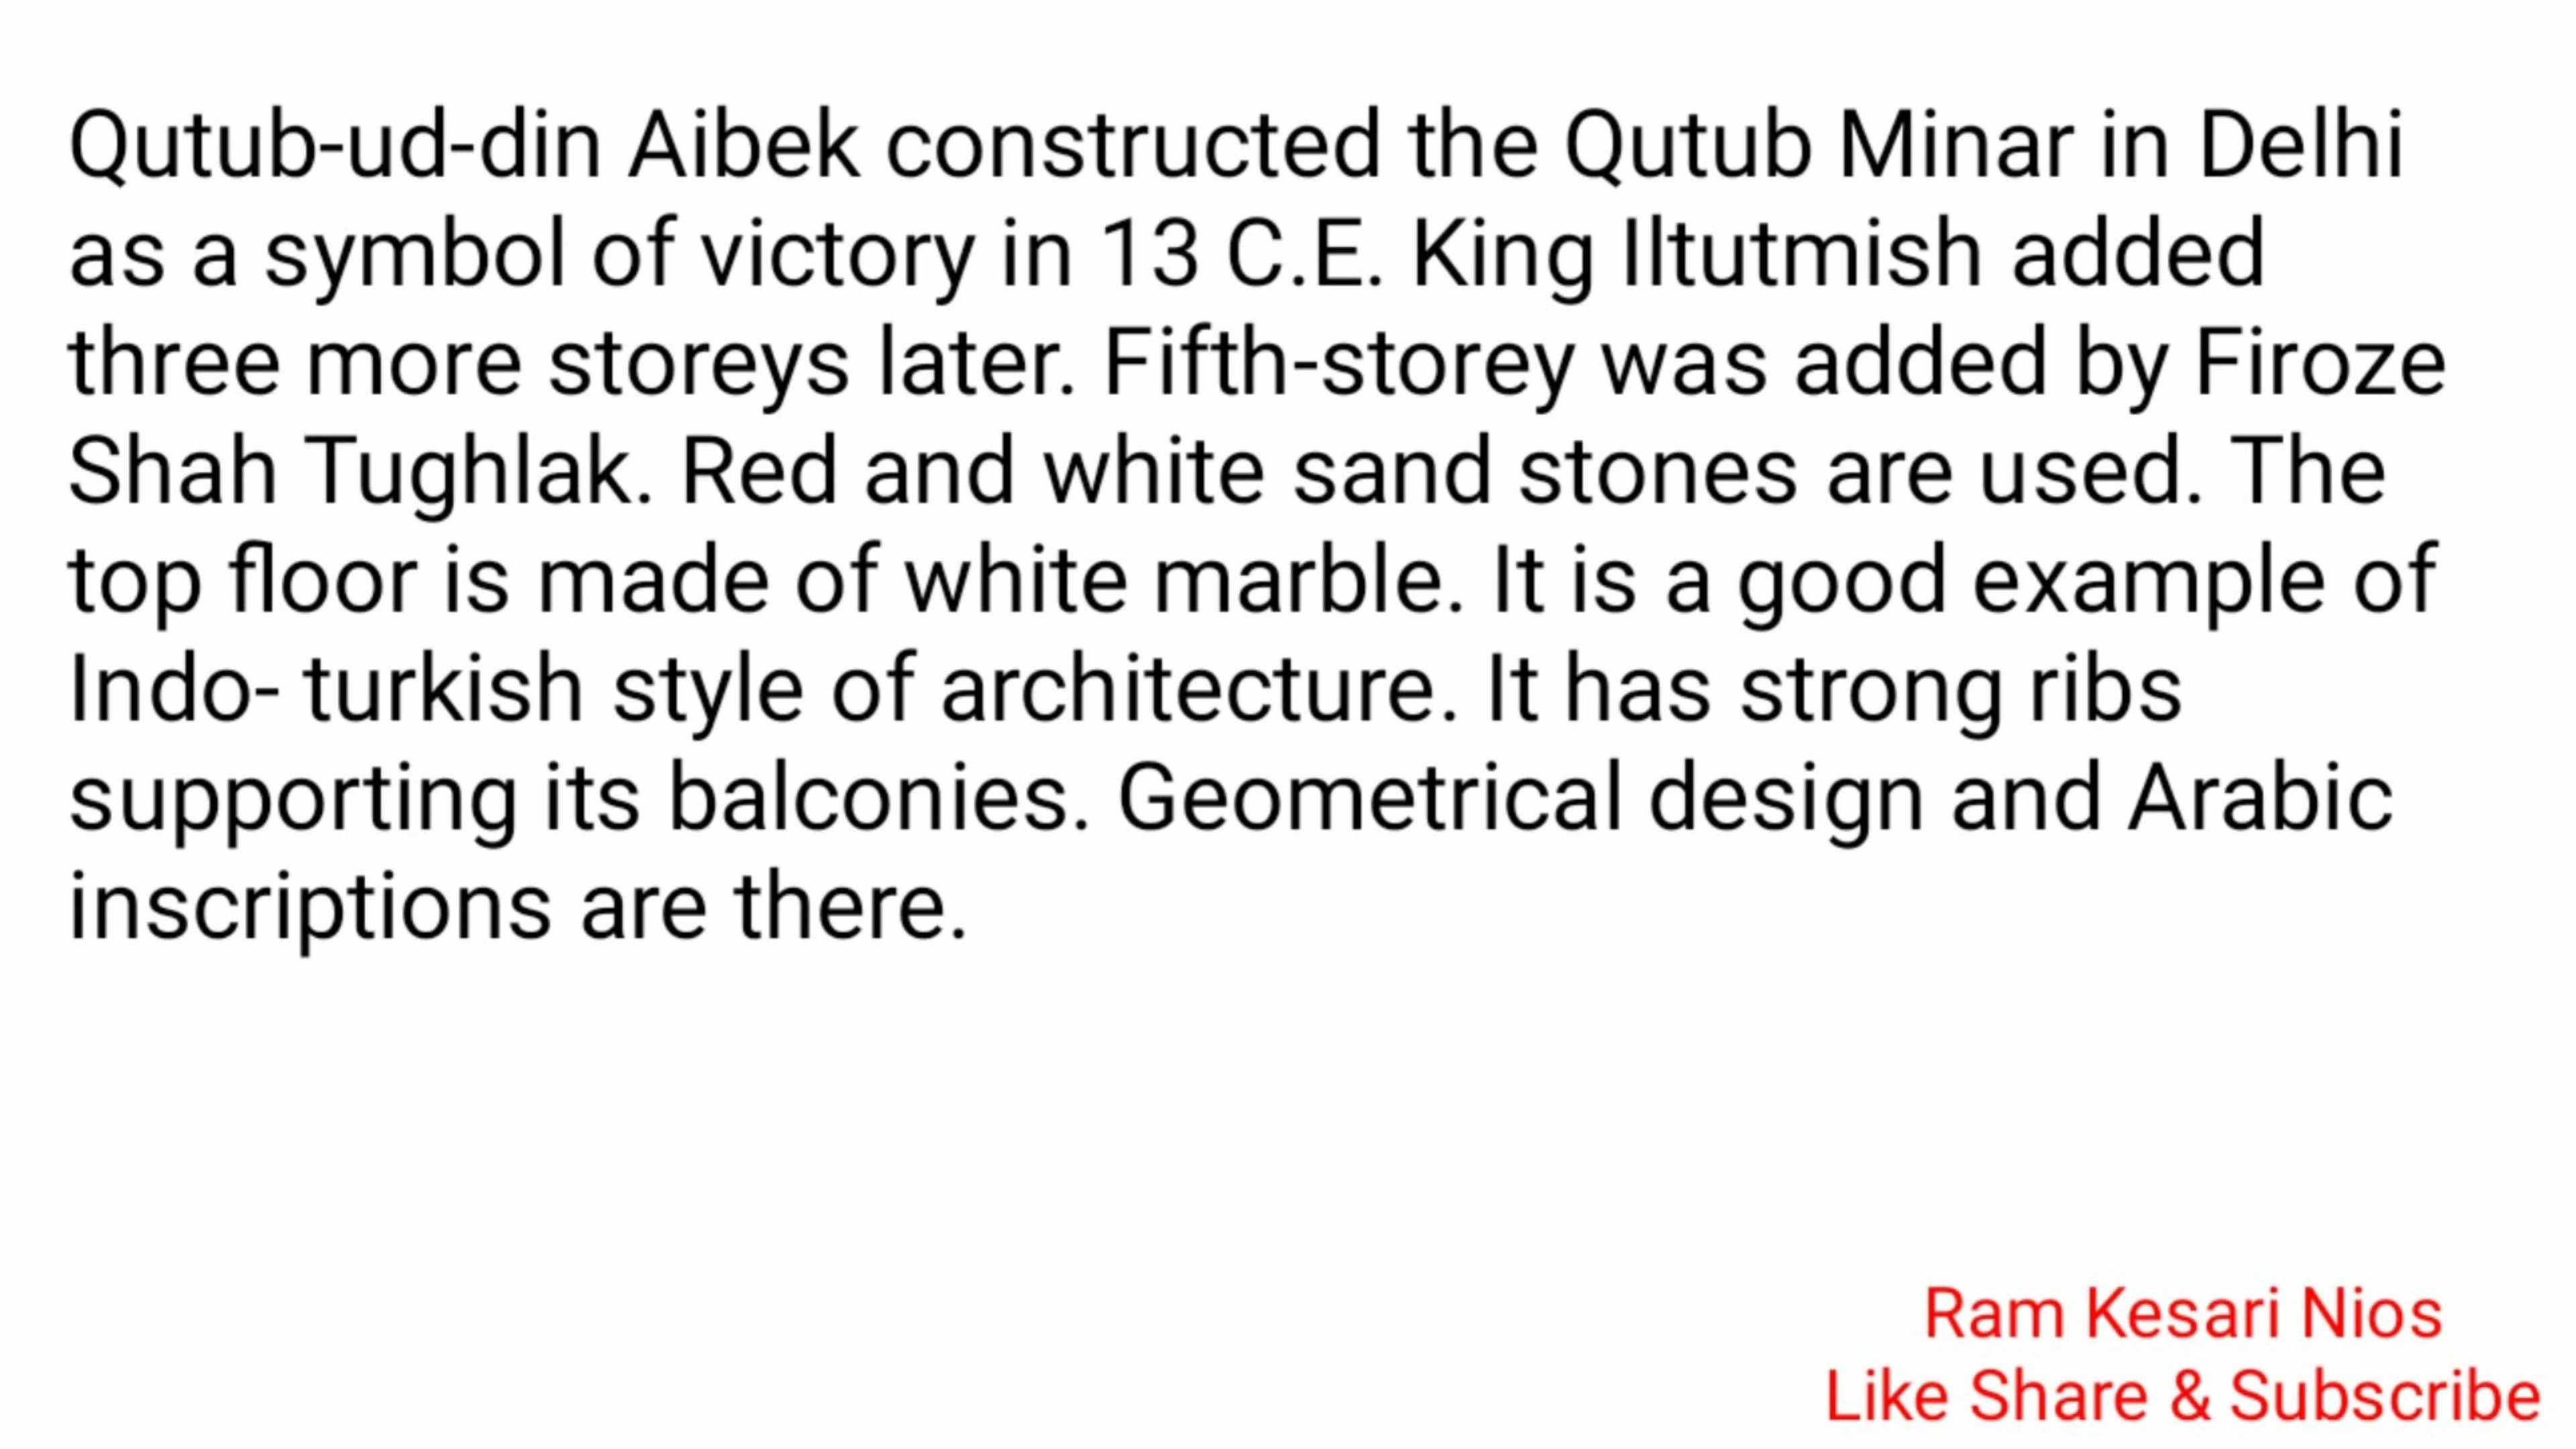 Qutub-ud-din Aibek constructed the Qutub Minar in Delhi
as a symbol of victory in 13 C.E. King Iltutmish added
three more storeys later. Fifth-storey was added by Firoze
Shah Tughlak. Red and white sand stones are used. The
top floor is made of white marble. It is a good example of
Indo- turkish style of architecture. It has strong ribs
supporting its balconies. Geometrical design and Arabic
inscriptions are there.
Ram Kesari Nios
Like Share & Subscribe